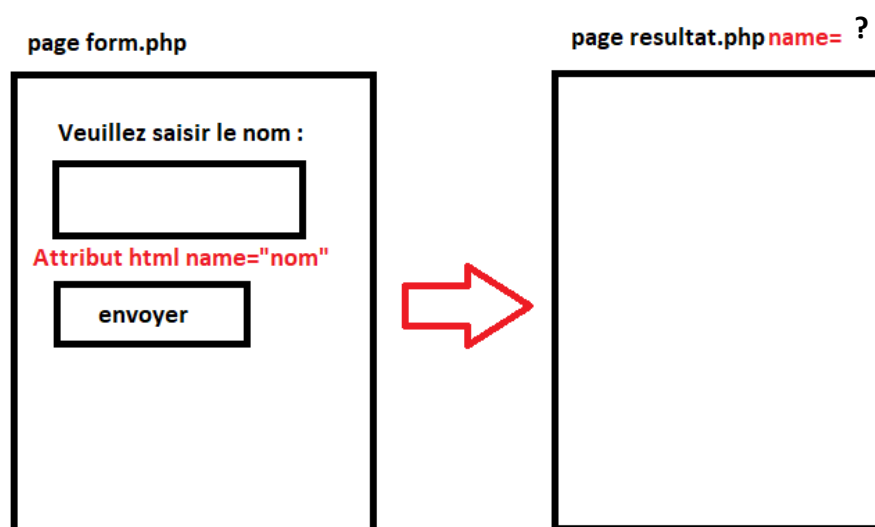 page form.php
Veuillez saisir le nom :
Attribut html name="nom"
envoyer
page resultat.php name= ?